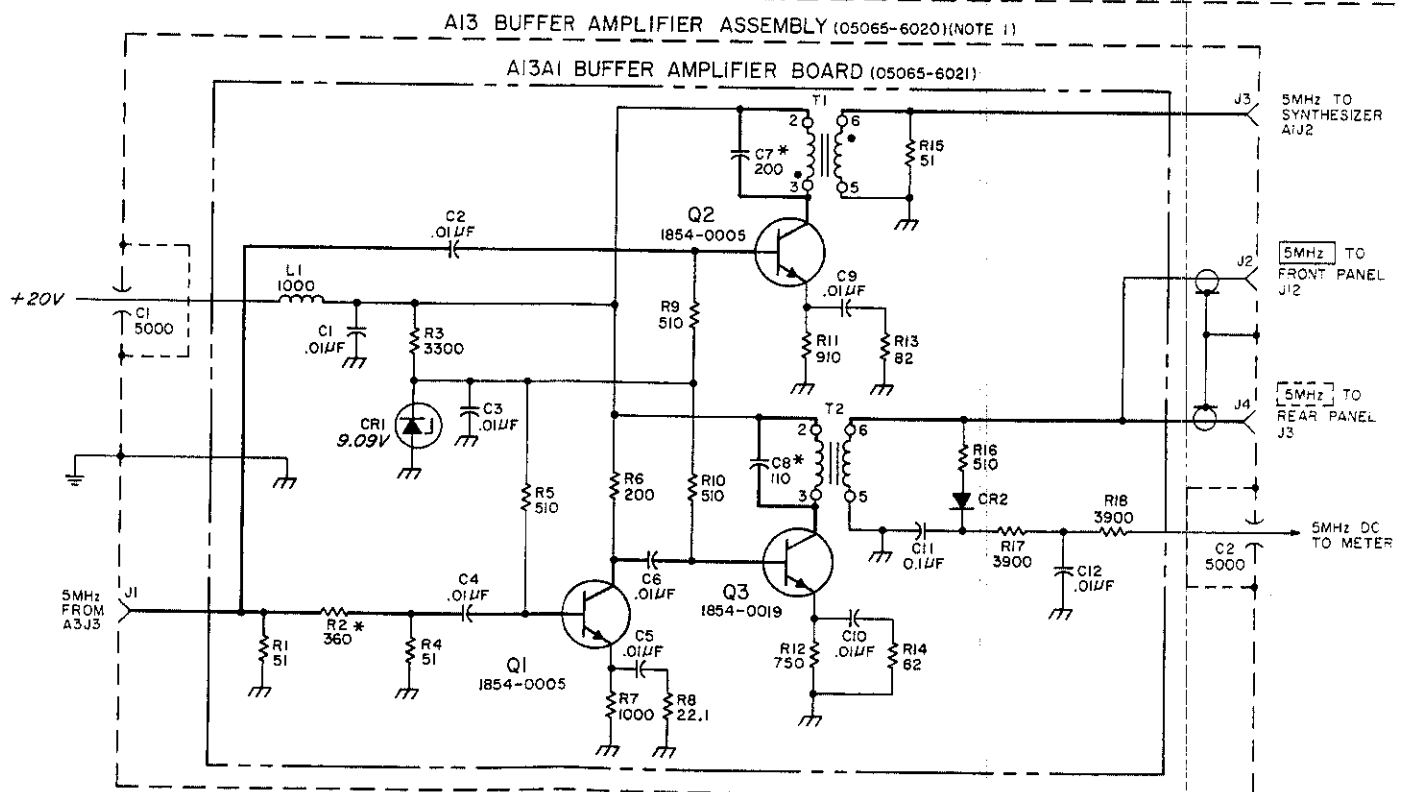 A13 BUFFER AMPLIFIER ASSEMBLY (05065-6020)(NOTE 1)
A13A1 BUFFER AMPLIFIER BOARD (05065-6021)
T1
2
6
C7*
200
3
5
R15
51
J3
5MHz TO
SYNTHESIZER
A1J2
Q2
1854-0005
C2
.01µF
L1
1000
+20V
C1
5000
C1
.01µF
R3
3300
R9
510
C9
.01µF
R11
910
R13
82
J2
5MHz TO
FRONT PANEL
J12
CR1
9.09V
C3
.01µF
T2
2
6
C8*
110
3
5
R16
510
CR2
J4
5MHz TO
REAR PANEL
J3
R5
510
R6
200
R10
510
C11
0.1µF
R17
3900
R18
3900
C12
.01µF
C2
5000
5MHz DC
TO METER
5MHz
FROM
A3J3
J1
R1
51
R2*
360
R4
51
C4
.01µF
C6
.01µF
Q1
1854-0005
C5
.01µF
R7
1000
R8
22.1
Q3
1854-0019
R12
750
C10
.01µF
R14
82